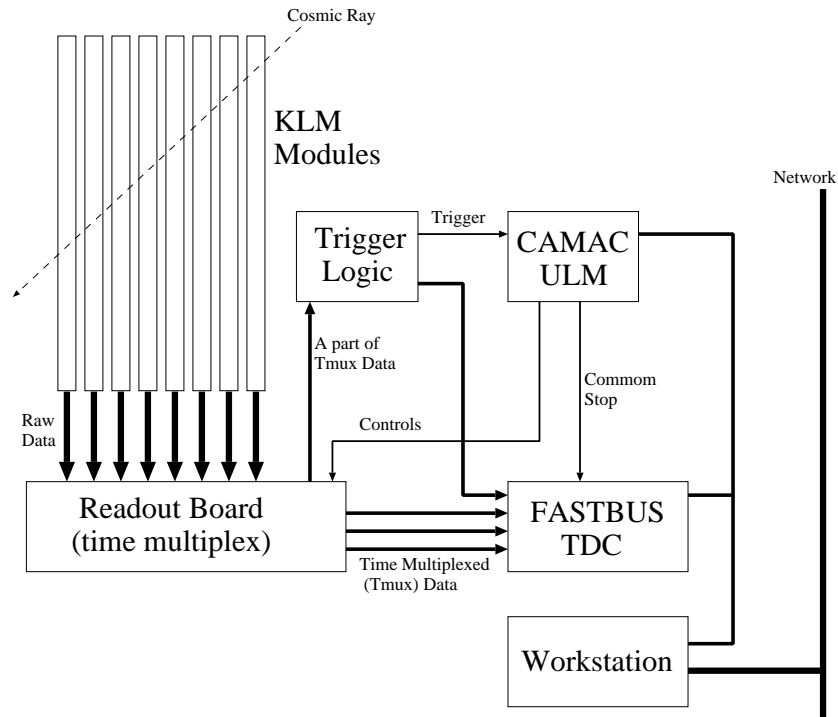 Cosmic Ray
KLM
Modules
Network
Trigger
Logic
Trigger
CAMAC
ULM
A part of
Tmux Data
Commom
Stop
Raw
Data
Controls
Readout Board
(time multiplex)
FASTBUS
TDC
Time Multiplexed
(Tmux) Data
Workstation